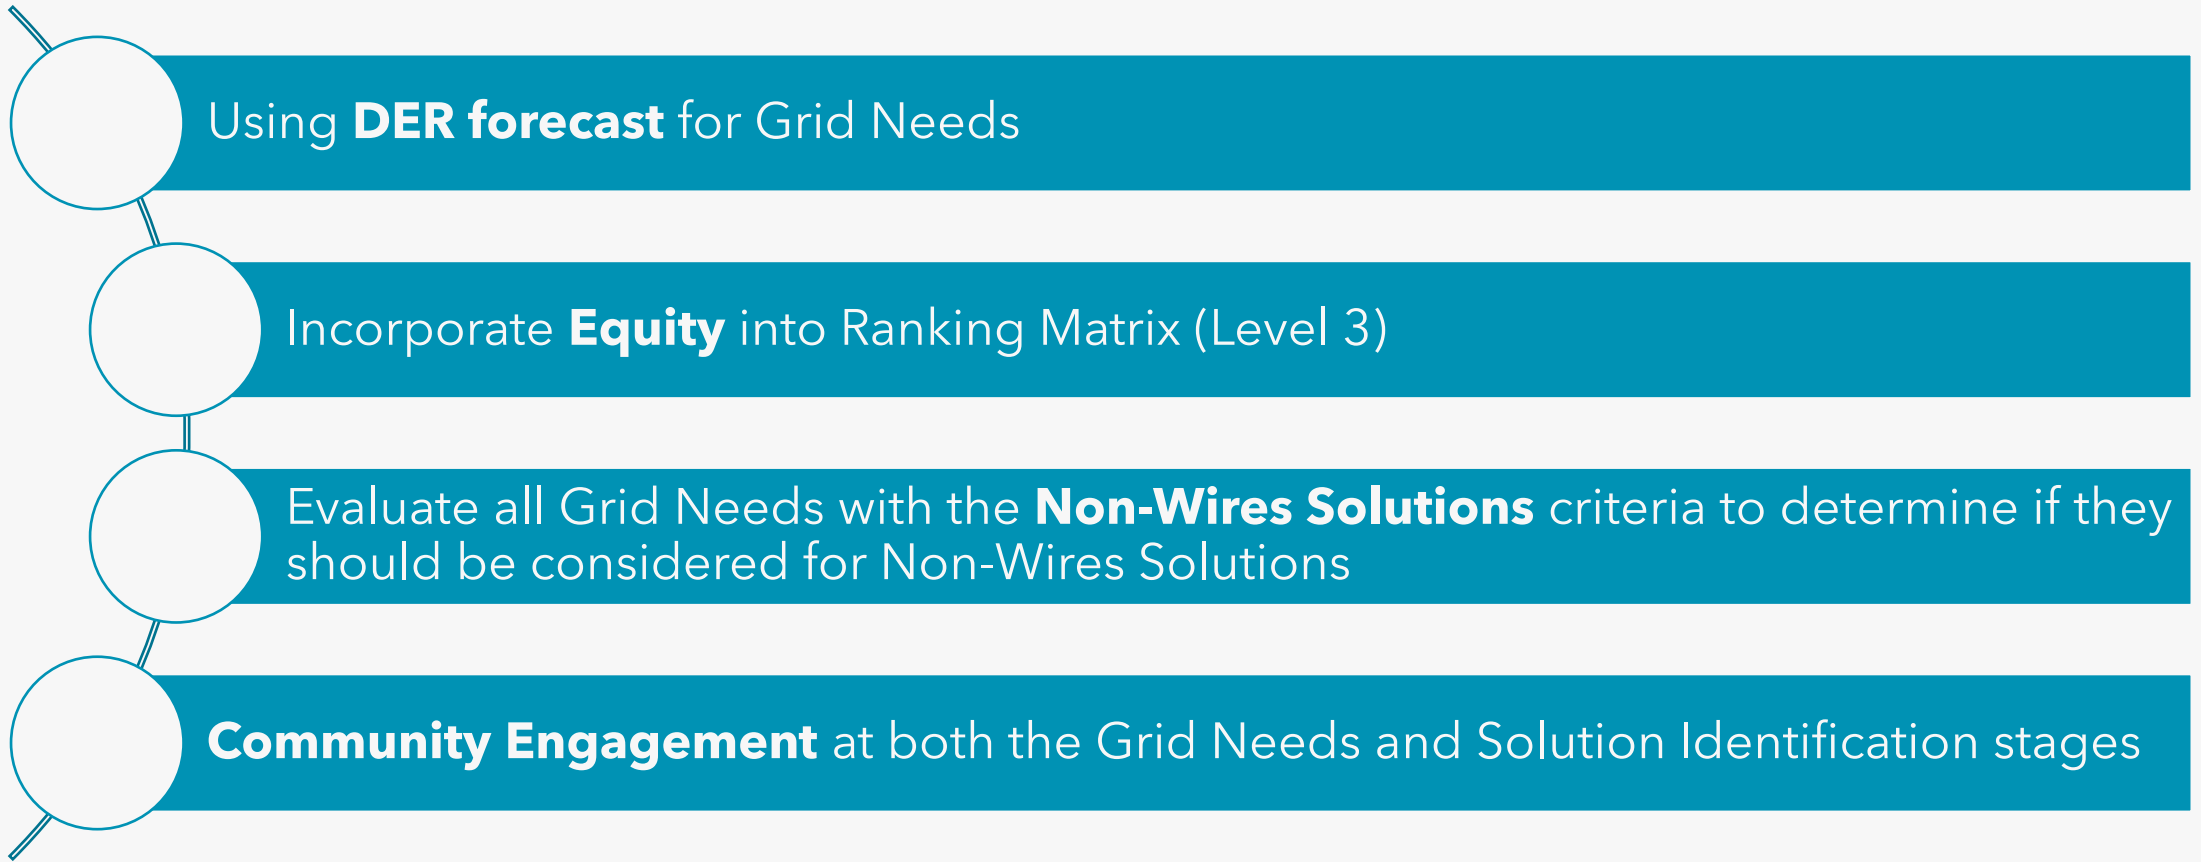 Using DER forecast for Grid Needs
Incorporate Equity into Ranking Matrix (Level 3)
Evaluate all Grid Needs with the Non-Wires Solutions criteria to determine if they
should be considered for Non-Wires Solutions
Community Engagement at both the Grid Needs and Solution Identification stages